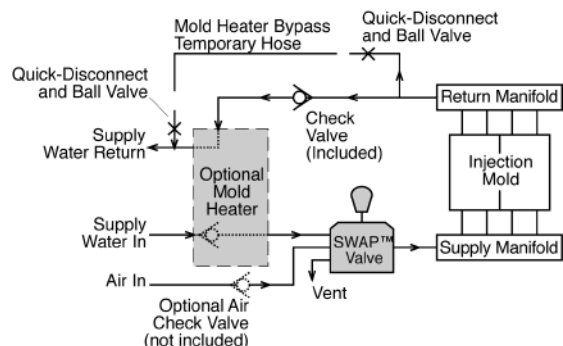 Mold Heater Bypass
Temporary Hose
Quick-Disconnect
and Ball Valve
Quick-Disconnect
and Ball Valve
Return Manifold
Check
Valve
(Included)
Supply
Water Return
Injection
Mold
Optional
Mold
Heater
Supply
Water In
SWAP™
Valve
Supply Manifold
Air In
Vent
Optional Air
Check Valve
(not included)